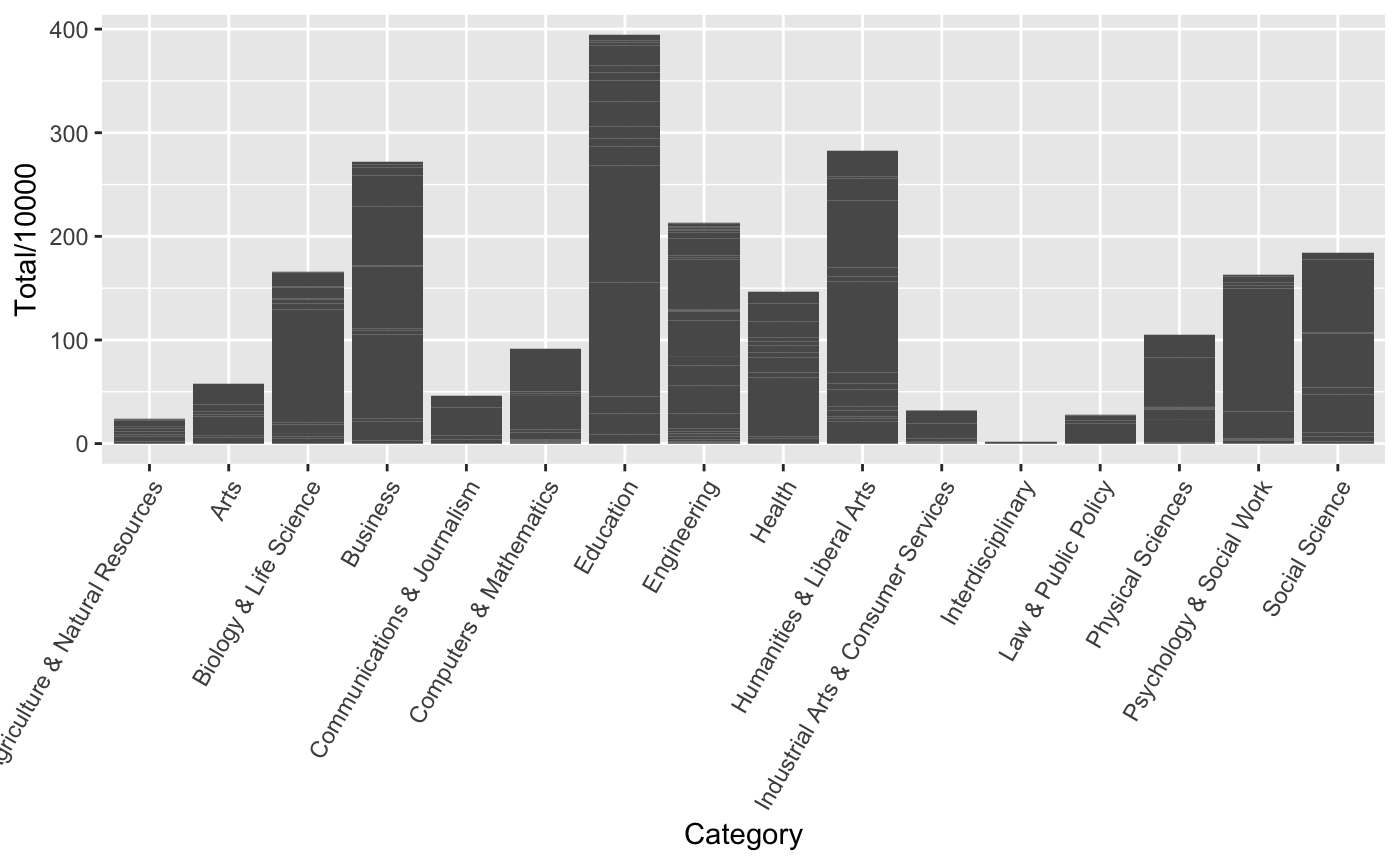 Total/10000
400
300
200
100
0
& Natural Resources
Arts
Biology & Life Science
Business
Communications & Journalism
Computers & Mathematics
Education
Engineering
Health
Humanities & Liberal Arts
Industrial Arts & Consumer Services
Interdisciplinary
Law & Public Policy
Physical Sciences
Psychology & Social Work
Social Science
Category